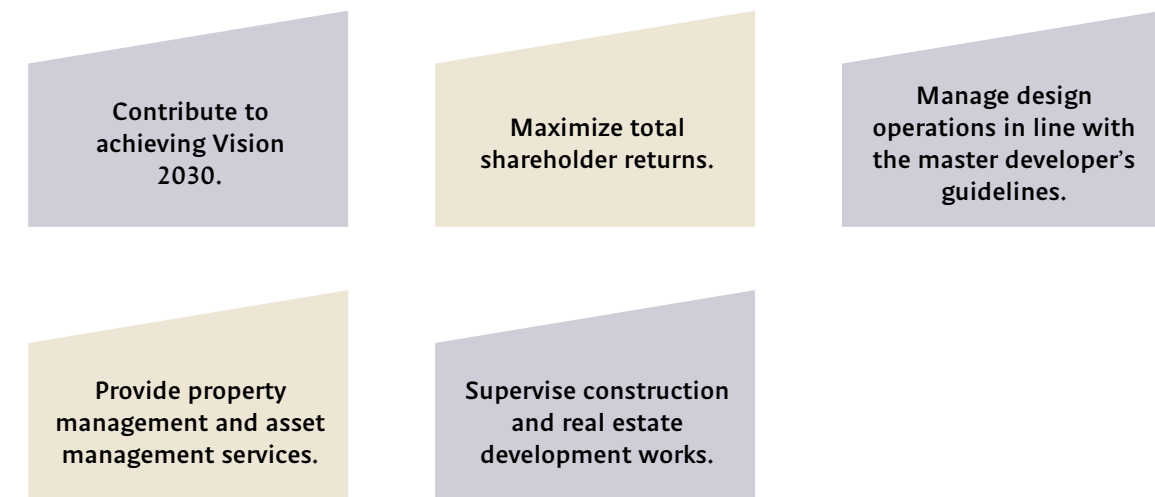 Contribute to
achieving Vision
2030.
Maximize total
shareholder returns.
Manage design
operations in line with
the master developer’s
guidelines.
Provide property
management and asset
management services.
Supervise construction
and real estate
development works.